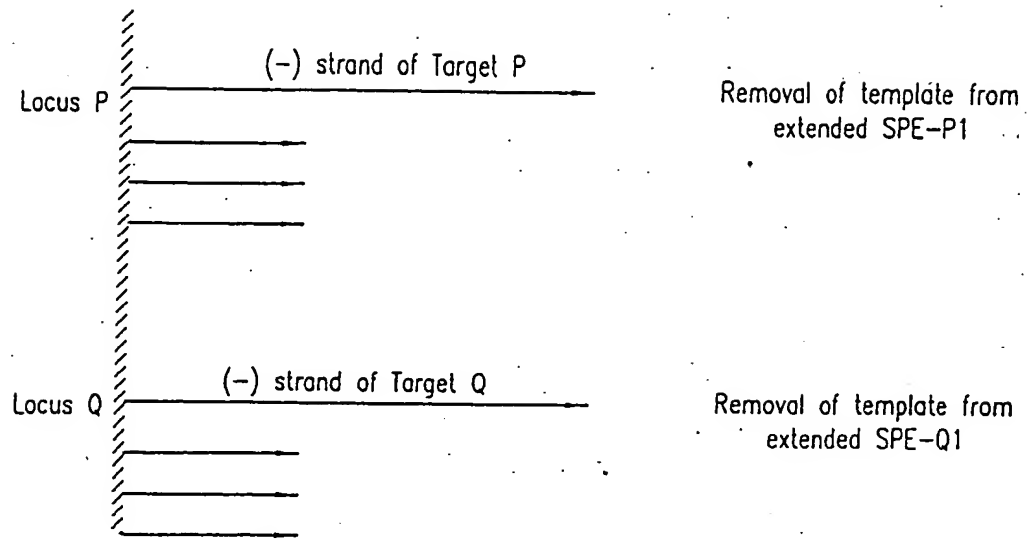 (-) strand of Target P
Locus P
Removal of template from
extended SPE-P1
(-) strand of Target Q
Locus Q
Removal of template from
extended SPE-Q1